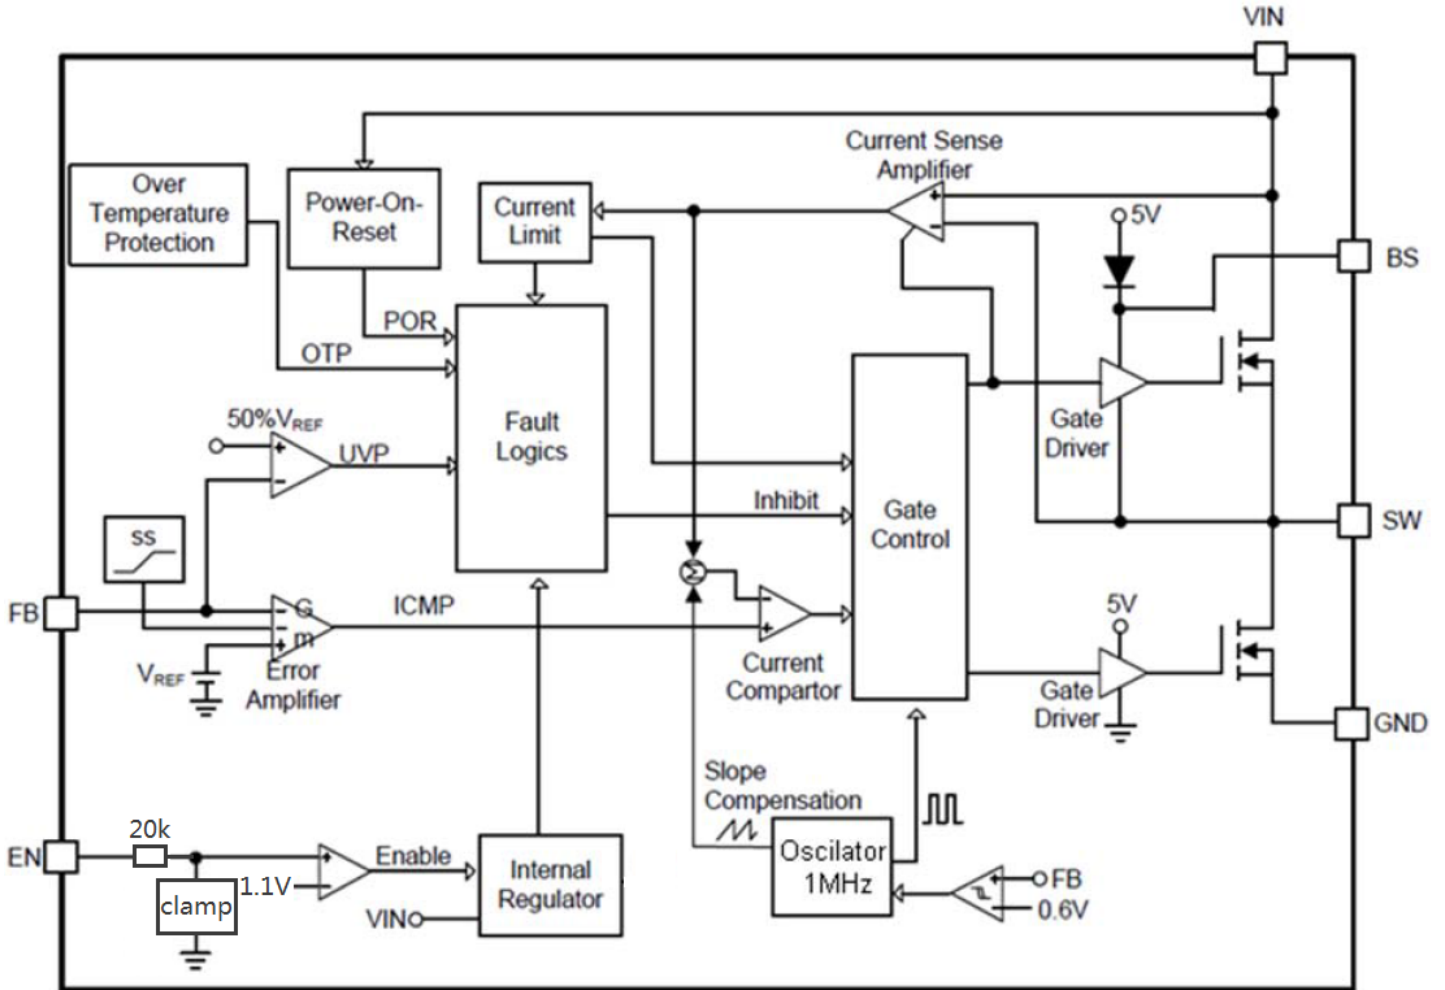 VIN
Current Sense
Amplifier
Over
Temperature
Protection
Power-On-
Reset
Current
Limit
+
−
5V
BS
POR
OTP
50%VREF
+
−
UVP
Fault
Logics
Gate
Driver
Inhibit
Gate
Control
SW
SS
FB
− G
− m
+
ICMP
Σ
−
+
5V
VREF
Error
Amplifier
Current
Compartor
Gate
Driver
GND
Slope
Compensation
EN
20k
+
Enable
1.1V
−
clamp
Internal
Regulator
VIN
Oscilator
1MHz
+
FB
−
0.6V